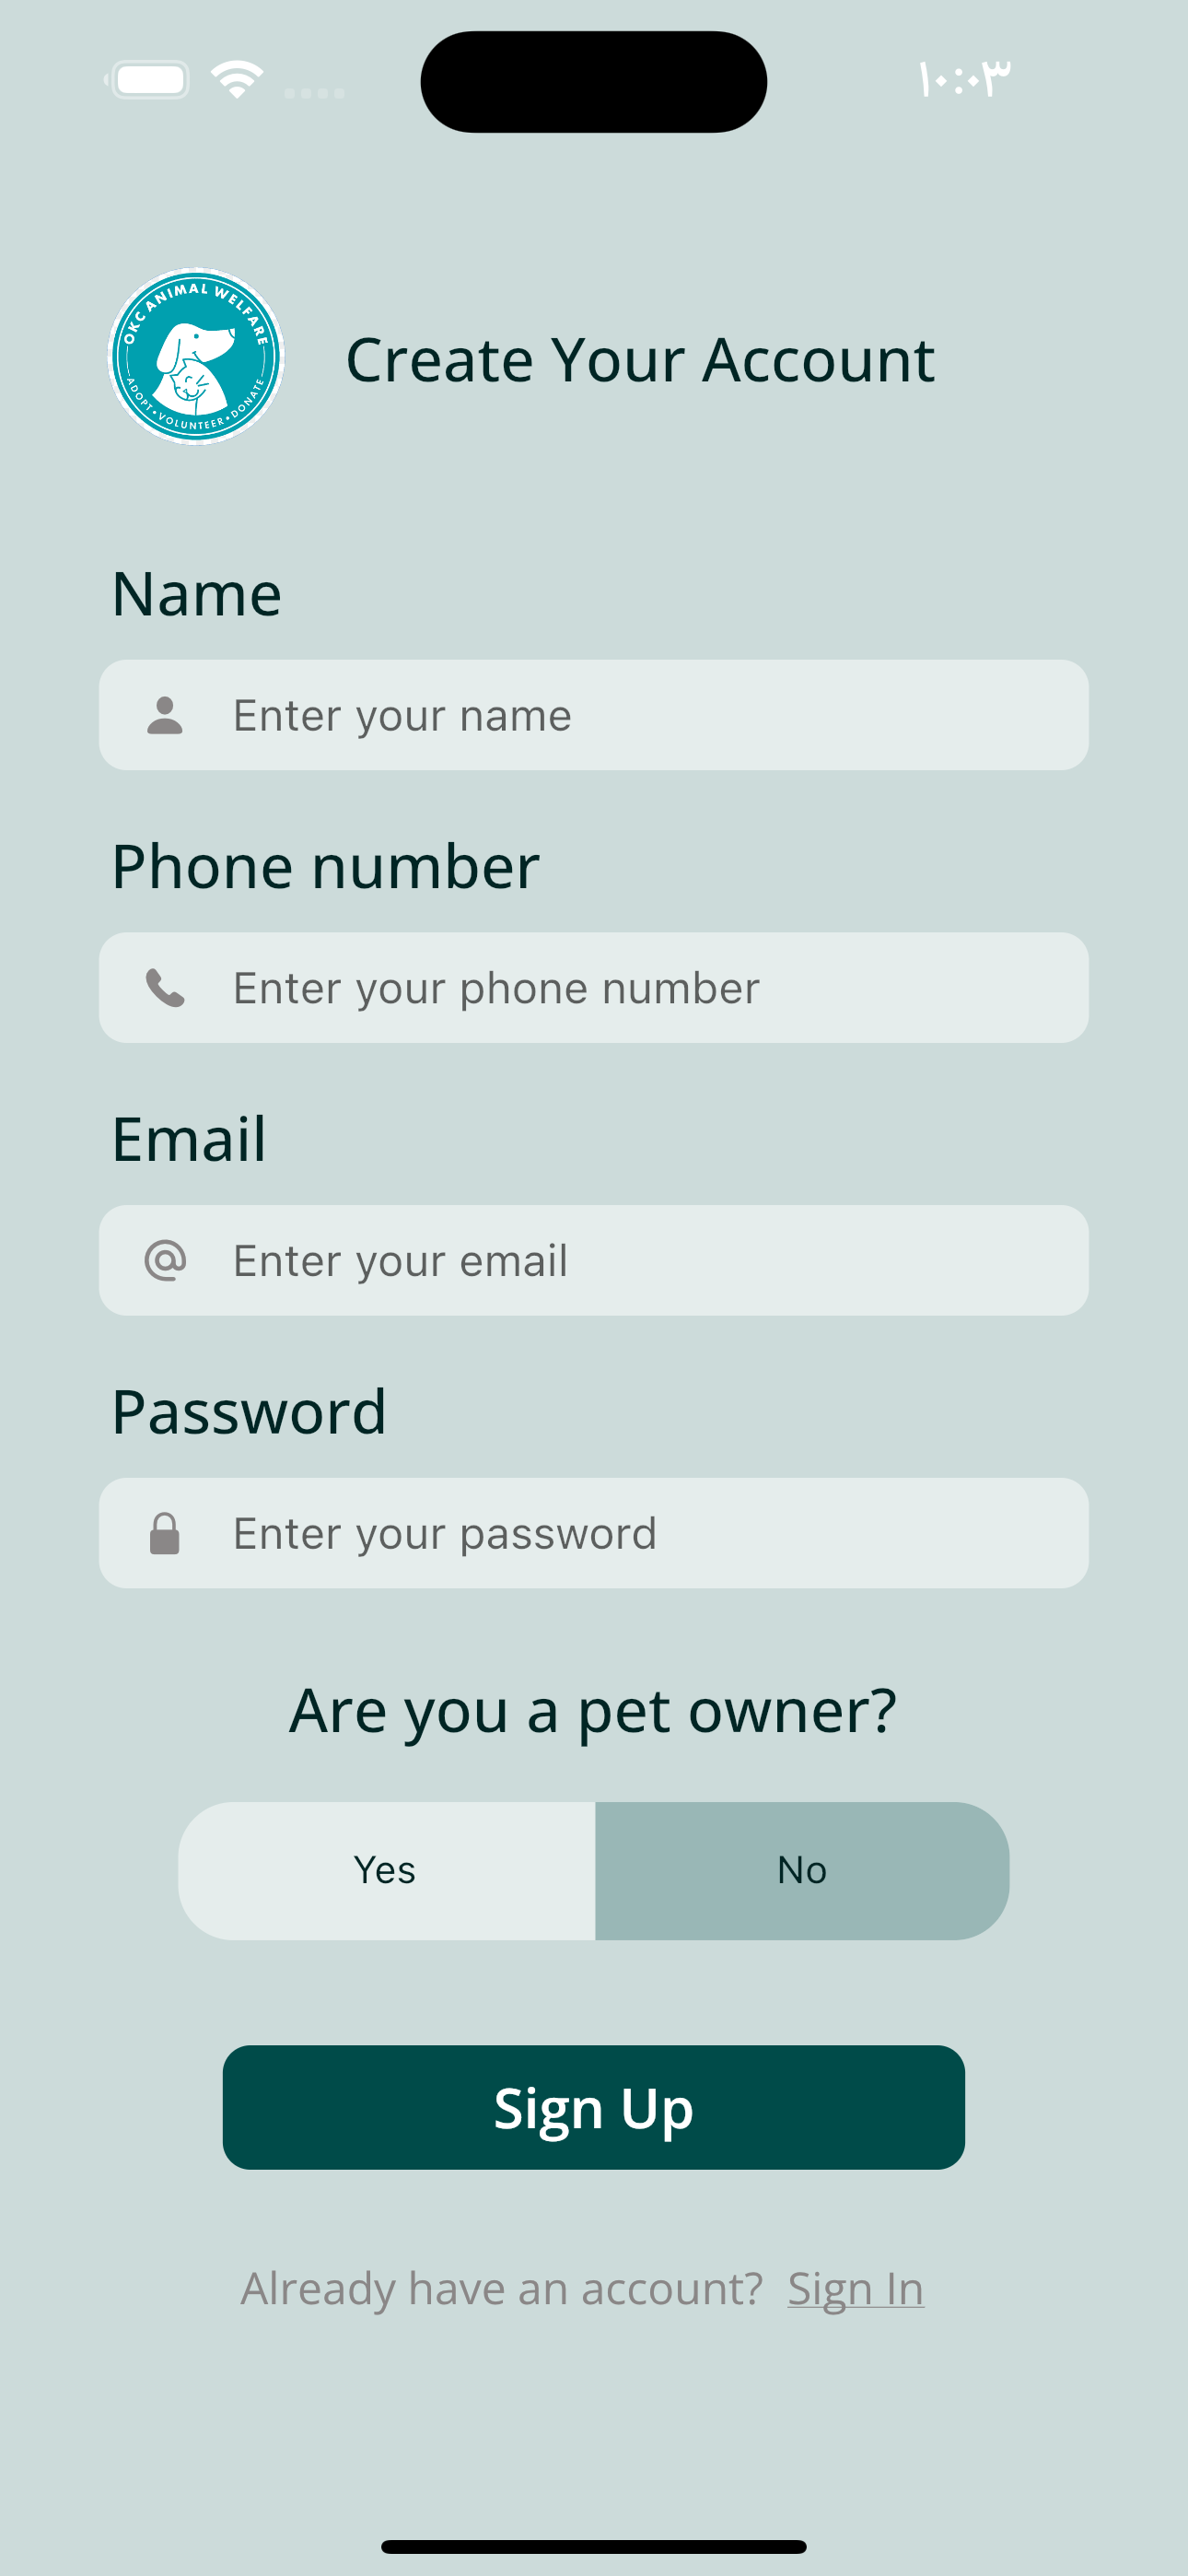 ۱۰:۰۳
OKC ANIMAL WELFARE
ADOPT • VOLUNTEER • DONATE
Create Your Account
Name
Enter your name
Phone number
Enter your phone number
Email
Enter your email
Password
Enter your password
Are you a pet owner?
Yes No
Sign Up
Already have an account? Sign In